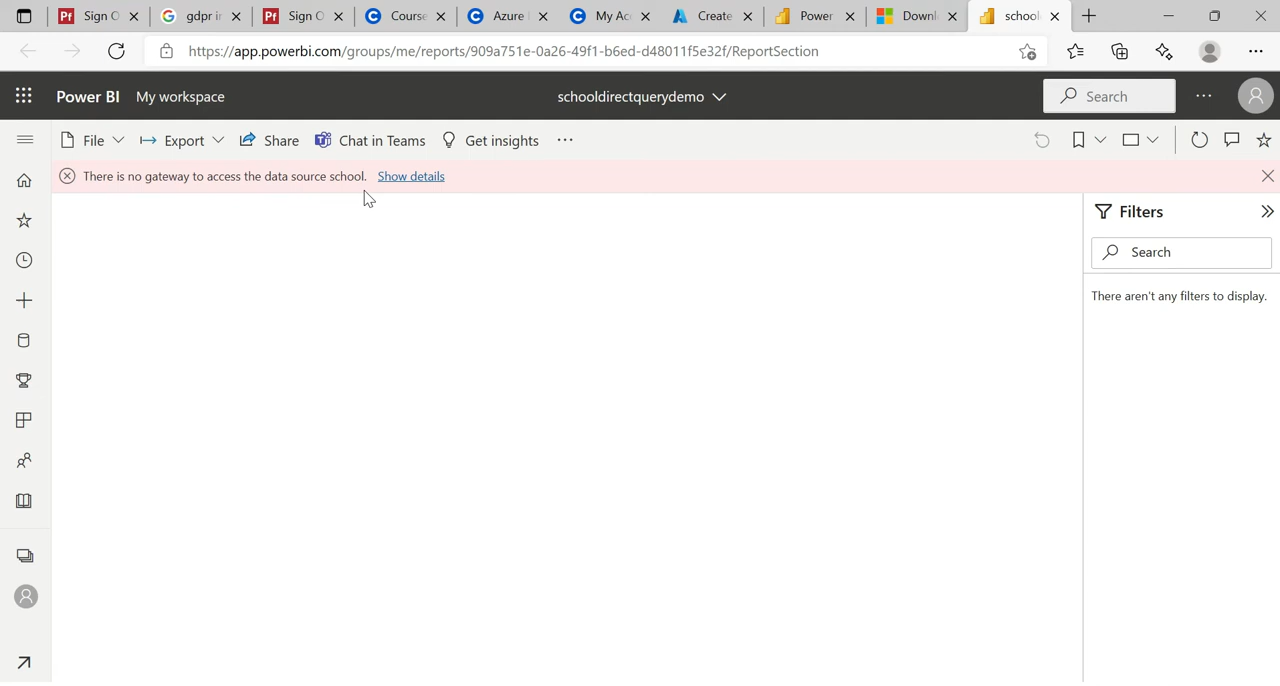 Sign O
gdpr in
Sign O
Course
Azure
My Ac
Create
Power
Downl
school
https://app.powerbi.com/groups/me/reports/909a751e-0a26-49f1-b6ed-d48011f5e32f/ReportSection
Power BI My workspace
schooldirectquerydemo
Search
File
Export
Share
Chat in Teams
Get insights
There is no gateway to access the data source school. Show details
Filters
Search
There aren't any filters to display.